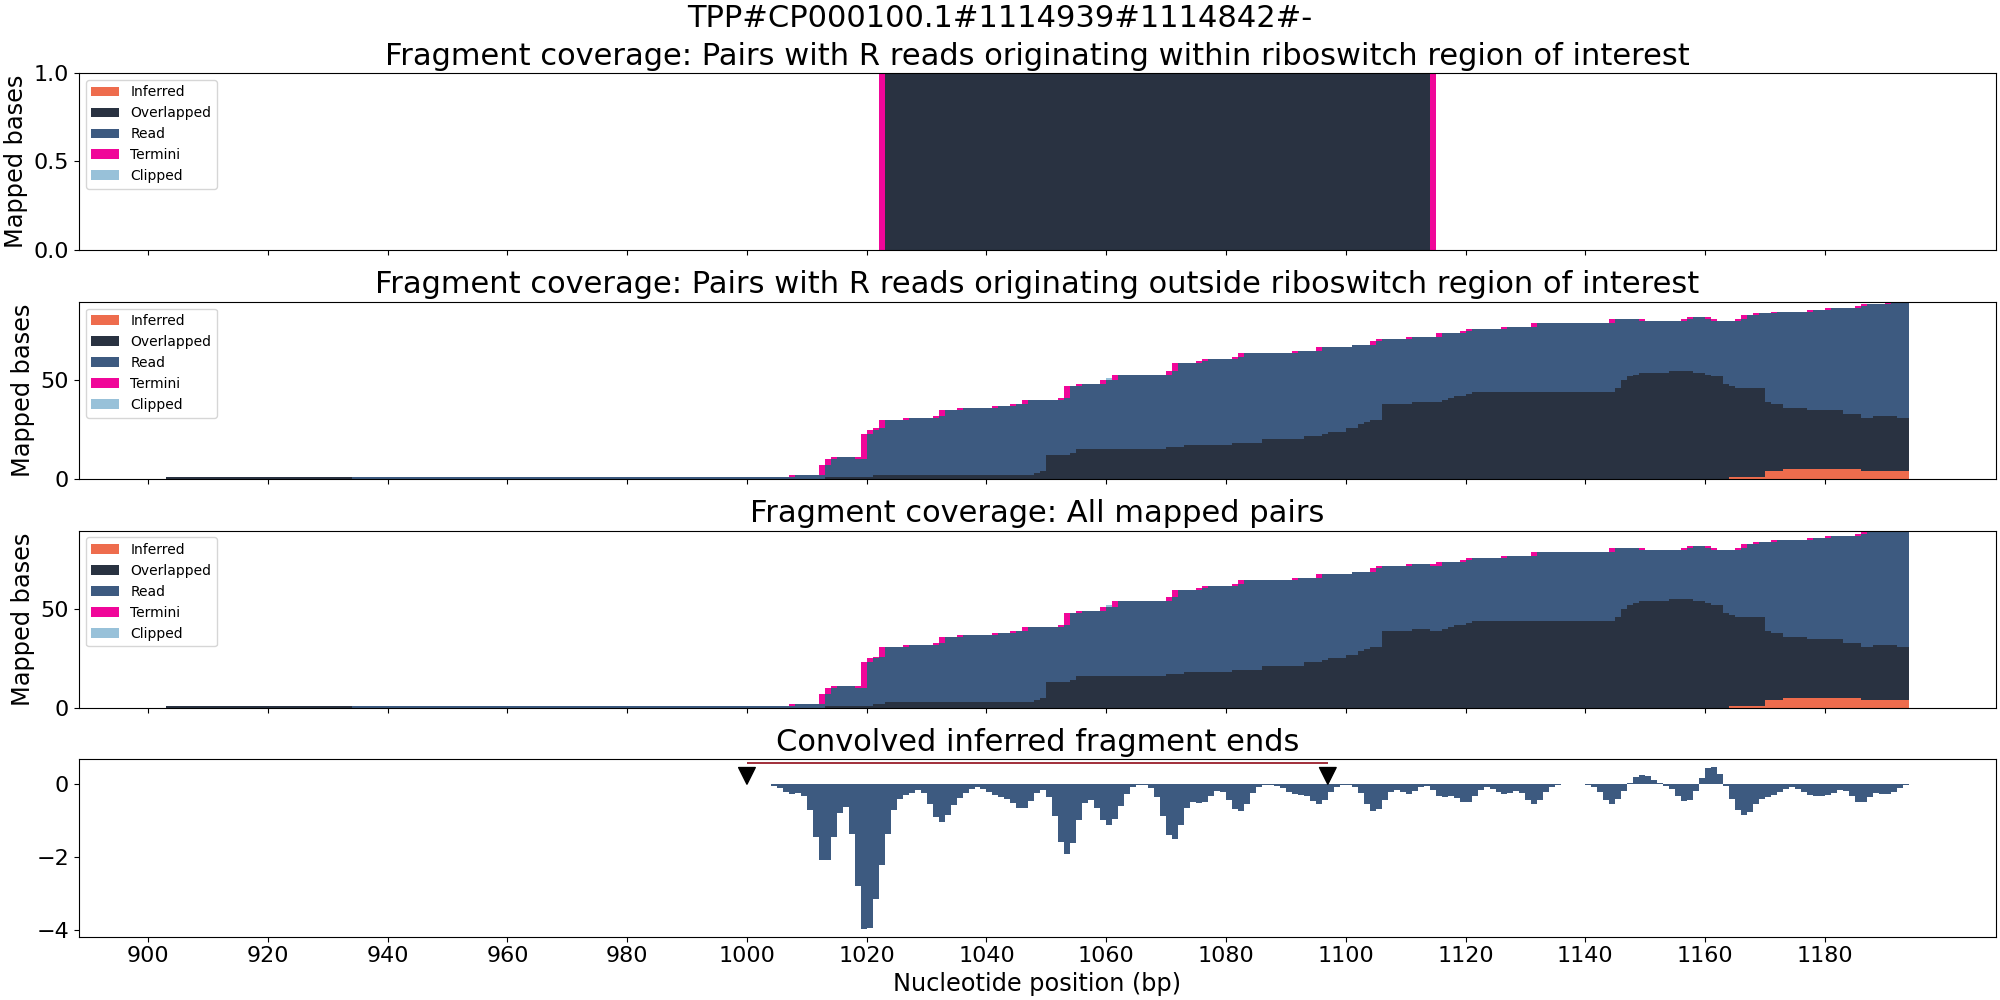 TPP#CP000100.1#1114939#1114842#-
Fragment coverage: Pairs with R reads originating within riboswitch region of interest
Mapped bases
1.0
0.5
0.0
Inferred
Overlapped
Read
Termini
Clipped
Fragment coverage: Pairs with R reads originating outside riboswitch region of interest
Mapped bases
50
0
Inferred
Overlapped
Read
Termini
Clipped
Fragment coverage: All mapped pairs
Mapped bases
50
0
Inferred
Overlapped
Read
Termini
Clipped
Convolved inferred fragment ends
0
−2
−4
900 920 940 960 980 1000 1020 1040 1060 1080 1100 1120 1140 1160 1180
Nucleotide position (bp)